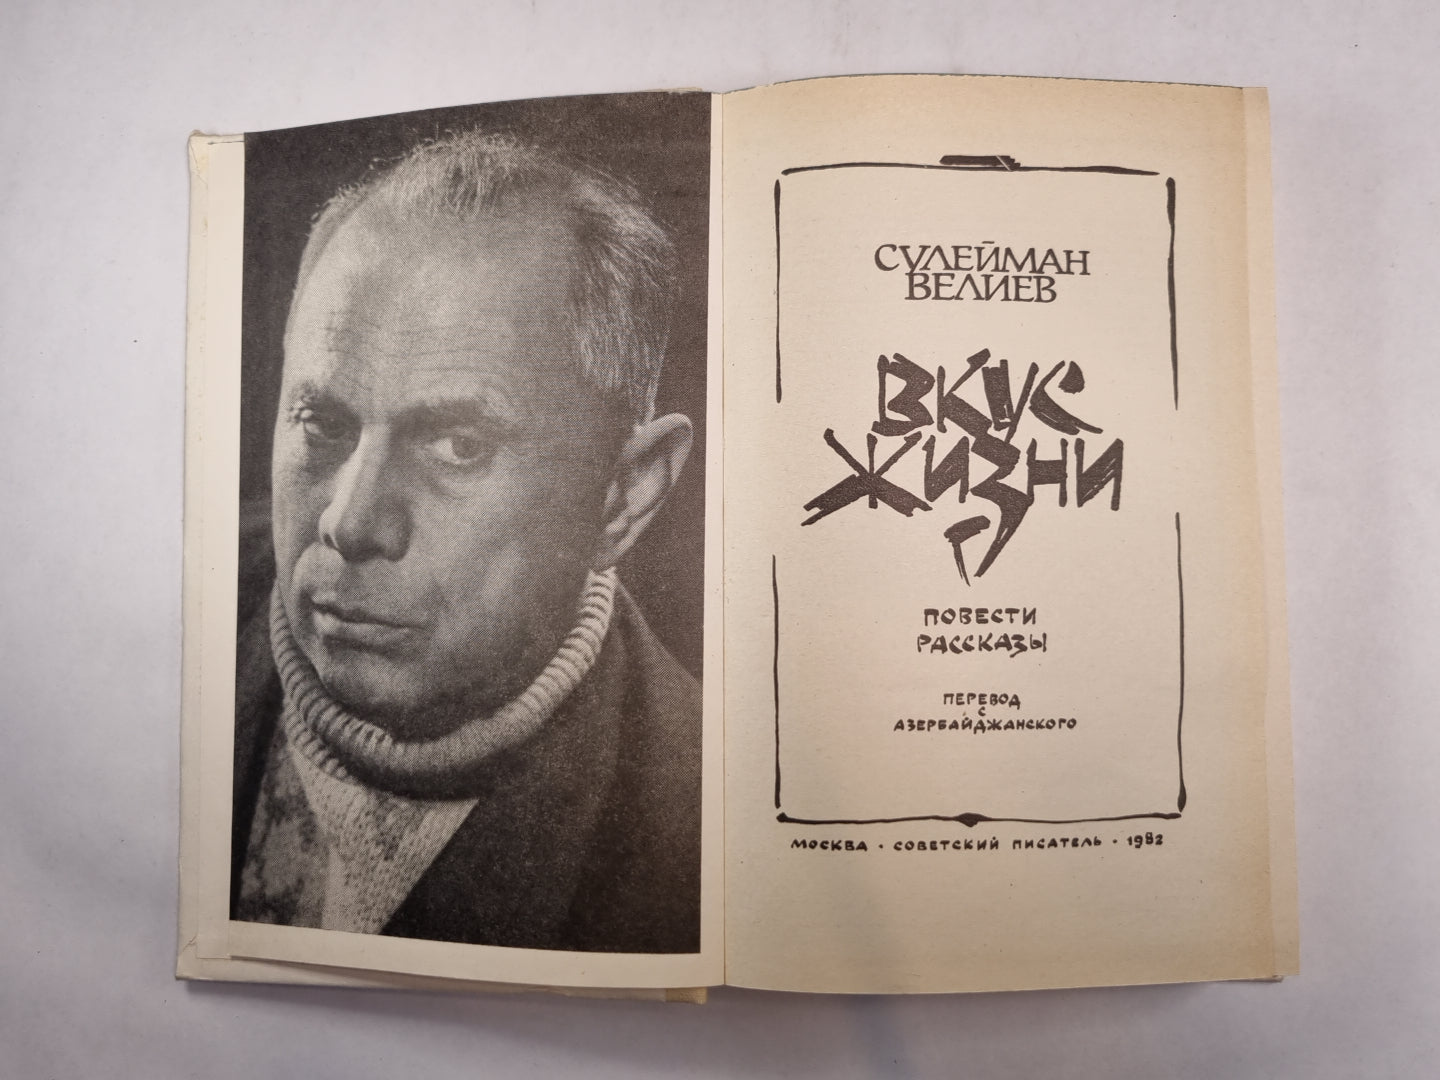 СУЛЕЙМАН
ВЕЛИЕВ
ВКУС
ЖИЗНИ
ПОВЕСТИ
РАССКАЗЫ
ПЕРЕВОД
С
АЗЕРБАЙДЖАНСКОГО
МОСКВА · СОВЕТСКИЙ ПИСАТЕЛЬ · 1982